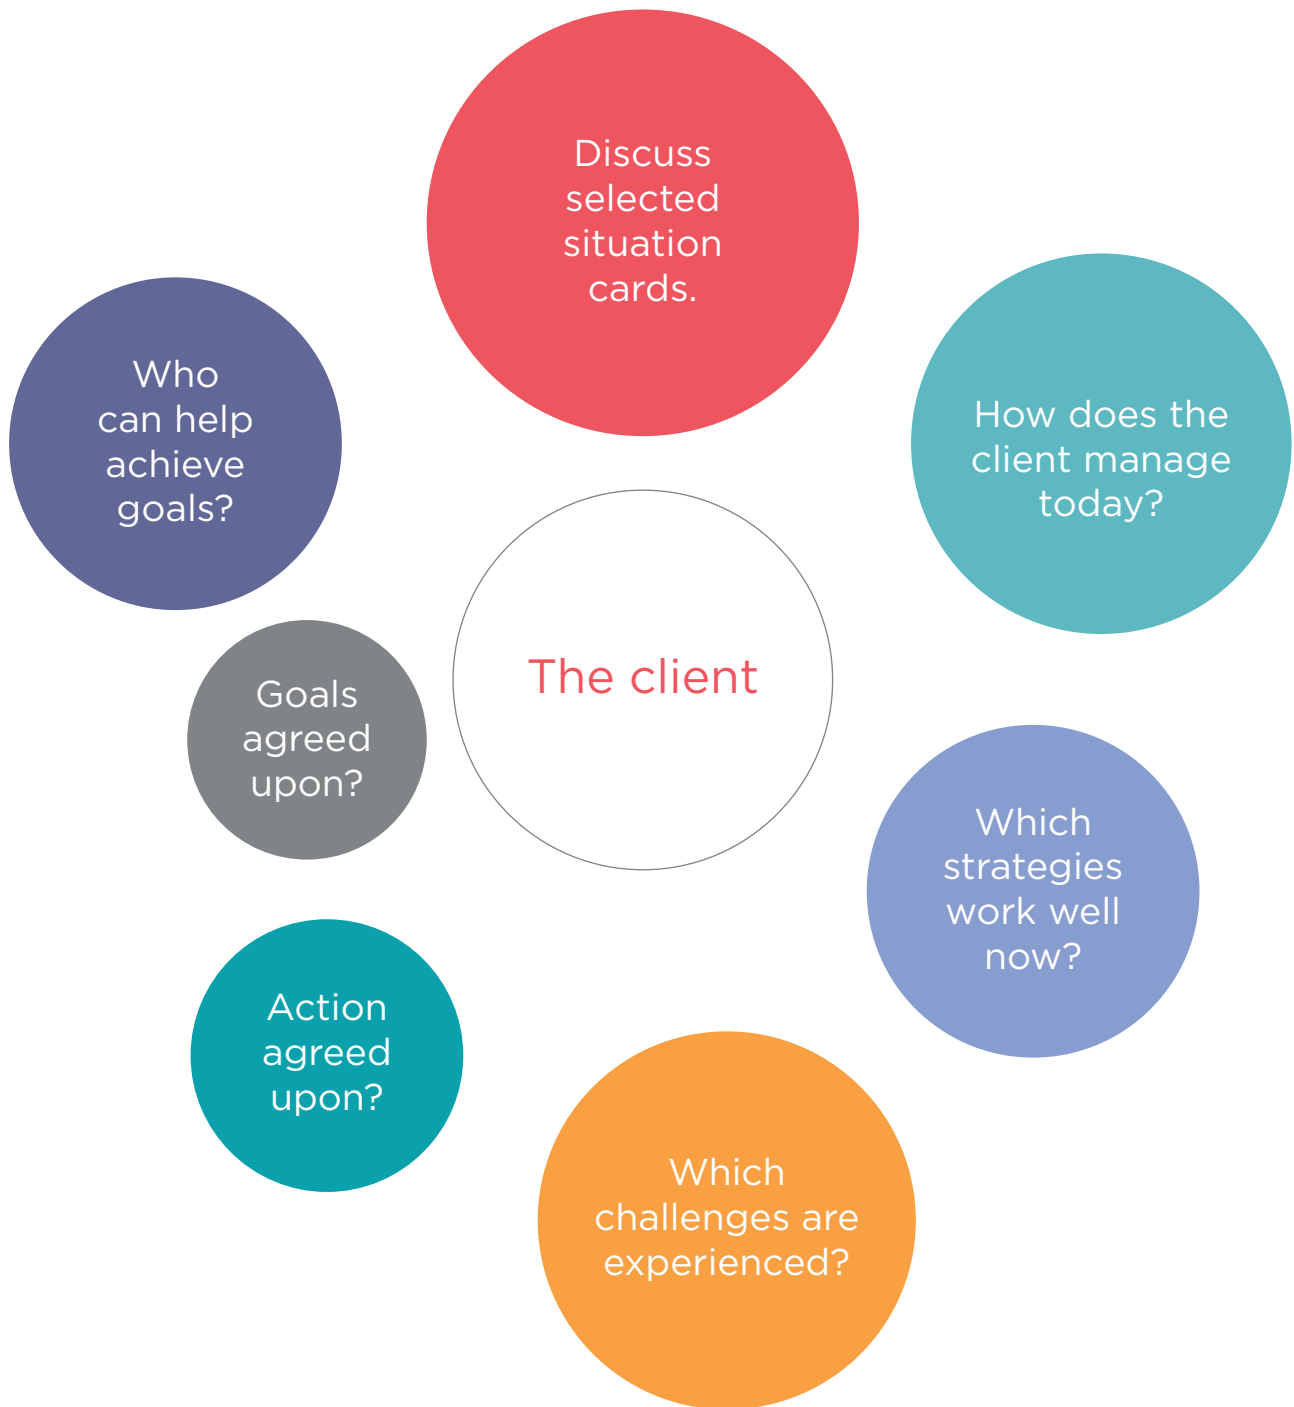 Discuss
selected
situation
cards.
How does the
client manage
today?
Which
strategies
work well
now?
Which
challenges are
experienced?
Action
agreed
upon?
Goals
agreed
upon?
Who
can help
achieve
goals?
The client